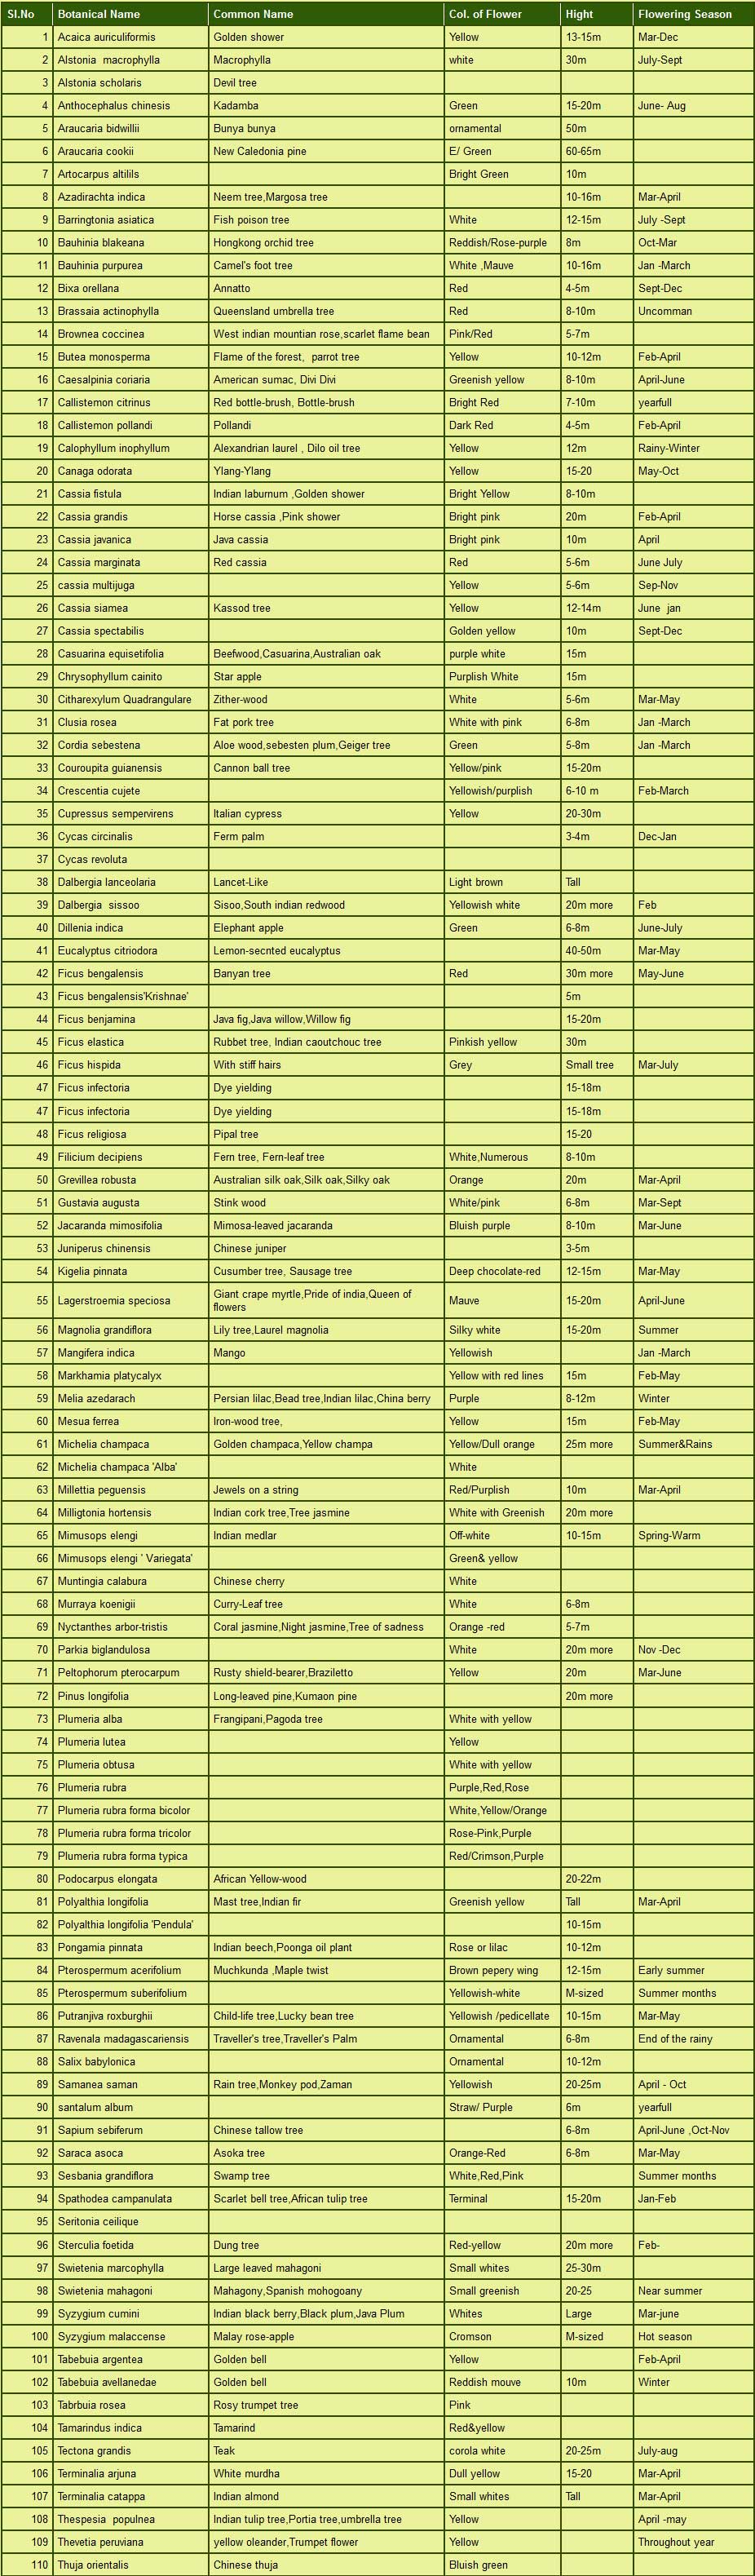 Sl.No Botanical Name Common Name Col. of Flower Hight Flowering Season
1 Acaica auriculiformis Golden shower Yellow 13-15m Mar-Dec
2 Alstonia macrophylla Macrophylla white 30m July-Sept
3 Alstonia scholaris Devil tree
4 Anthocephalus chinesis Kadamba Green 15-20m June- Aug
5 Araucaria bidwillii Bunya bunya ornamental 50m
6 Araucaria cookii New Caledonia pine E/ Green 60-65m
7 Artocarpus altilils Bright Green 10m
8 Azadirachta indica Neem tree,Margosa tree 10-16m Mar-April
9 Barringtonia asiatica Fish poison tree White 12-15m July -Sept
10 Bauhinia blakeana Hongkong orchid tree Reddish/Rose-purple 8m Oct-Mar
11 Bauhinia purpurea Camel's foot tree White ,Mauve 10-16m Jan -March
12 Bixa orellana Annatto Red 4-5m Sept-Dec
13 Brassaia actinophylla Queensland umbrella tree Red 8-10m Uncomman
14 Brownea coccinea West indian mountian rose,scarlet flame bean Pink/Red 5-7m
15 Butea monosperma Flame of the forest, parrot tree Yellow 10-12m Feb-April
16 Caesalpinia coriaria American sumac, Divi Divi Greenish yellow 8-10m April-June
17 Callistemon citrinus Red bottle-brush, Bottle-brush Bright Red 7-10m yearfull
18 Callistemon pollandi Pollandi Dark Red 4-5m Feb-April
19 Calophyllum inophyllum Alexandrian laurel , Dilo oil tree Yellow 12m Rainy-Winter
20 Canaga odorata Ylang-Ylang Yellow 15-20 May-Oct
21 Cassia fistula Indian laburnum ,Golden shower Bright Yellow 8-10m
22 Cassia grandis Horse cassia ,Pink shower Bright pink 20m Feb-April
23 Cassia javanica Java cassia Bright pink 10m April
24 Cassia marginata Red cassia Red 5-6m June July
25 cassia multijuga Yellow 5-6m Sep-Nov
26 Cassia siamea Kassod tree Yellow 12-14m June jan
27 Cassia spectabilis Golden yellow 10m Sept-Dec
28 Casuarina equisetifolia Beefwood,Casuarina,Australian oak purple white 15m
29 Chrysophyllum cainito Star apple Purplish White 15m
30 Citharexylum Quadrangulare Zither-wood White 5-6m Mar-May
31 Clusia rosea Fat pork tree White with pink 6-8m Jan -March
32 Cordia sebestena Aloe wood,sebesten plum,Geiger tree Green 5-8m Jan -March
33 Couroupita guianensis Cannon ball tree Yellow/pink 15-20m
34 Crescentia cujete Yellowish/purplish 6-10 m Feb-March
35 Cupressus sempervirens Italian cypress Yellow 20-30m
36 Cycas circinalis Ferm palm 3-4m Dec-Jan
37 Cycas revoluta
38 Dalbergia lanceolaria Lancet-Like Light brown Tall
39 Dalbergia sissoo Sisoo,South indian redwood Yellowish white 20m more Feb
40 Dillenia indica Elephant apple Green 6-8m June-July
41 Eucalyptus citriodora Lemon-secnted eucalyptus 40-50m Mar-May
42 Ficus bengalensis Banyan tree Red 30m more May-June
43 Ficus bengalensis'Krishnae' 5m
44 Ficus benjamina Java fig,Java willow,Willow fig 15-20m
45 Ficus elastica Rubbet tree, Indian caoutchouc tree Pinkish yellow 30m
46 Ficus hispida With stiff hairs Grey Small tree Mar-July
47 Ficus infectoria Dye yielding 15-18m
47 Ficus infectoria Dye yielding 15-18m
48 Ficus religiosa Pipal tree 15-20
49 Filicium decipiens Fern tree, Fern-leaf tree White,Numerous 8-10m
50 Grevillea robusta Australian silk oak,Silk oak,Silky oak Orange 20m Mar-April
51 Gustavia augusta Stink wood White/pink 6-8m Mar-Sept
52 Jacaranda mimosifolia Mimosa-leaved jacaranda Bluish purple 8-10m Mar-June
53 Juniperus chinensis Chinese juniper 3-5m
54 Kigelia pinnata Cusumber tree, Sausage tree Deep chocolate-red 12-15m Mar-May
55 Lagerstroemia speciosa Giant crape myrtle,Pride of india,Queen of
flowers Mauve 15-20m April-June
56 Magnolia grandiflora Lily tree,Laurel magnolia Silky white 15-20m Summer
57 Mangifera indica Mango Yellowish Jan -March
58 Markhamia platycalyx Yellow with red lines 15m Feb-May
59 Melia azedarach Persian lilac,Bead tree,Indian lilac,China berry Purple 8-12m Winter
60 Mesua ferrea Iron-wood tree, Yellow 15m Feb-May
61 Michelia champaca Golden champaca,Yellow champa Yellow/Dull orange 25m more Summer&Rains
62 Michelia champaca 'Alba' White
63 Millettia peguensis Jewels on a string Red/Purplish 10m Mar-April
64 Milligtonia hortensis Indian cork tree,Tree jasmine White with Greenish 20m more
65 Mimusops elengi Indian medlar Off-white 10-15m Spring-Warm
66 Mimusops elengi ' Variegata' Green& yellow
67 Muntingia calabura Chinese cherry White
68 Murraya koenigii Curry-Leaf tree White 6-8m
69 Nyctanthes arbor-tristis Coral jasmine,Night jasmine,Tree of sadness Orange -red 5-7m
70 Parkia biglandulosa White 20m more Nov -Dec
71 Peltophorum pterocarpum Rusty shield-bearer,Braziletto Yellow 20m Mar-June
72 Pinus longifolia Long-leaved pine,Kumaon pine 20m more
73 Plumeria alba Frangipani,Pagoda tree White with yellow
74 Plumeria lutea Yellow
75 Plumeria obtusa White with yellow
76 Plumeria rubra Purple,Red,Rose
77 Plumeria rubra forma bicolor White,Yellow/Orange
78 Plumeria rubra forma tricolor Rose-Pink,Purple
79 Plumeria rubra forma typica Red/Crimson,Purple
80 Podocarpus elongata African Yellow-wood 20-22m
81 Polyalthia longifolia Mast tree,Indian fir Greenish yellow Tall Mar-April
82 Polyalthia longifolia 'Pendula' 10-15m
83 Pongamia pinnata Indian beech,Poonga oil plant Rose or lilac 10-12m
84 Pterospermum acerifolium Muchkunda ,Maple twist Brown pepery wing 12-15m Early summer
85 Pterospermum suberifolium Yellowish-white M-sized Summer months
86 Putranjiva roxburghii Child-life tree,Lucky bean tree Yellowish /pedicellate 10-15m Mar-May
87 Ravenala madagascariensis Traveller's tree,Traveller's Palm Ornamental 6-8m End of the rainy
88 Salix babylonica Ornamental 10-12m
89 Samanea saman Rain tree,Monkey pod,Zaman Yellowish 20-25m April - Oct
90 santalum album Straw/ Purple 6m yearfull
91 Sapium sebiferum Chinese tallow tree 6-8m April-June ,Oct-Nov
92 Saraca asoca Asoka tree Orange-Red 6-8m Mar-May
93 Sesbania grandiflora Swamp tree White,Red,Pink Summer months
94 Spathodea campanulata Scarlet bell tree,African tulip tree Terminal 15-20m Jan-Feb
95 Seritonia ceilique
96 Sterculia foetida Dung tree Red-yellow 20m more Feb-
97 Swietenia marcophylla Large leaved mahagoni Small whites 25-30m
98 Swietenia mahagoni Mahagony,Spanish mohogoany Small greenish 20-25 Near summer
99 Syzygium cumini Indian black berry,Black plum,Java Plum Whites Large Mar-june
100 Syzygium malaccense Malay rose-apple Cromson M-sized Hot season
101 Tabebuia argentea Golden bell Yellow Feb-April
102 Tabebuia avellanedae Golden bell Reddish mouve 10m Winter
103 Tabrbuia rosea Rosy trumpet tree Pink
104 Tamarindus indica Tamarind Red&yellow
105 Tectona grandis Teak corola white 20-25m July-aug
106 Terminalia arjuna White murdha Dull yellow 15-20 Mar-April
107 Terminalia catappa Indian almond Small whites Tall Mar-April
108 Thespesia populnea Indian tulip tree,Portia tree,umbrella tree Yellow April -may
109 Thevetia peruviana yellow oleander,Trumpet flower Yellow Throughout year
110 Thuja orientalis Chinese thuja Bluish green